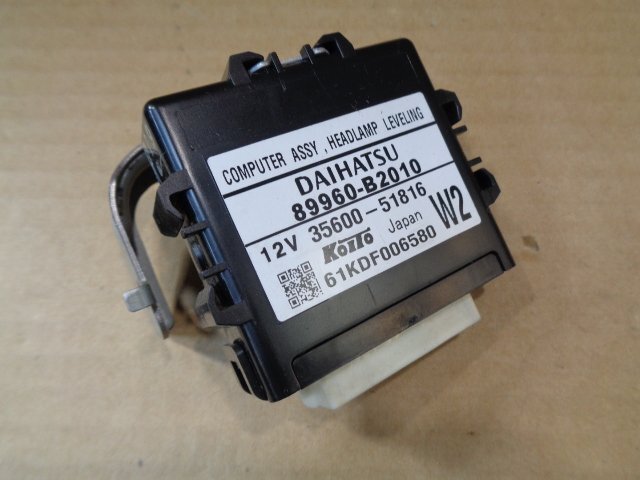 COMPUTER ASSY , HEADLAMP LEVELING
DAIHATSU
89960-B2010
12V 35600-51816
KOITO Japan W2
61KDF006580